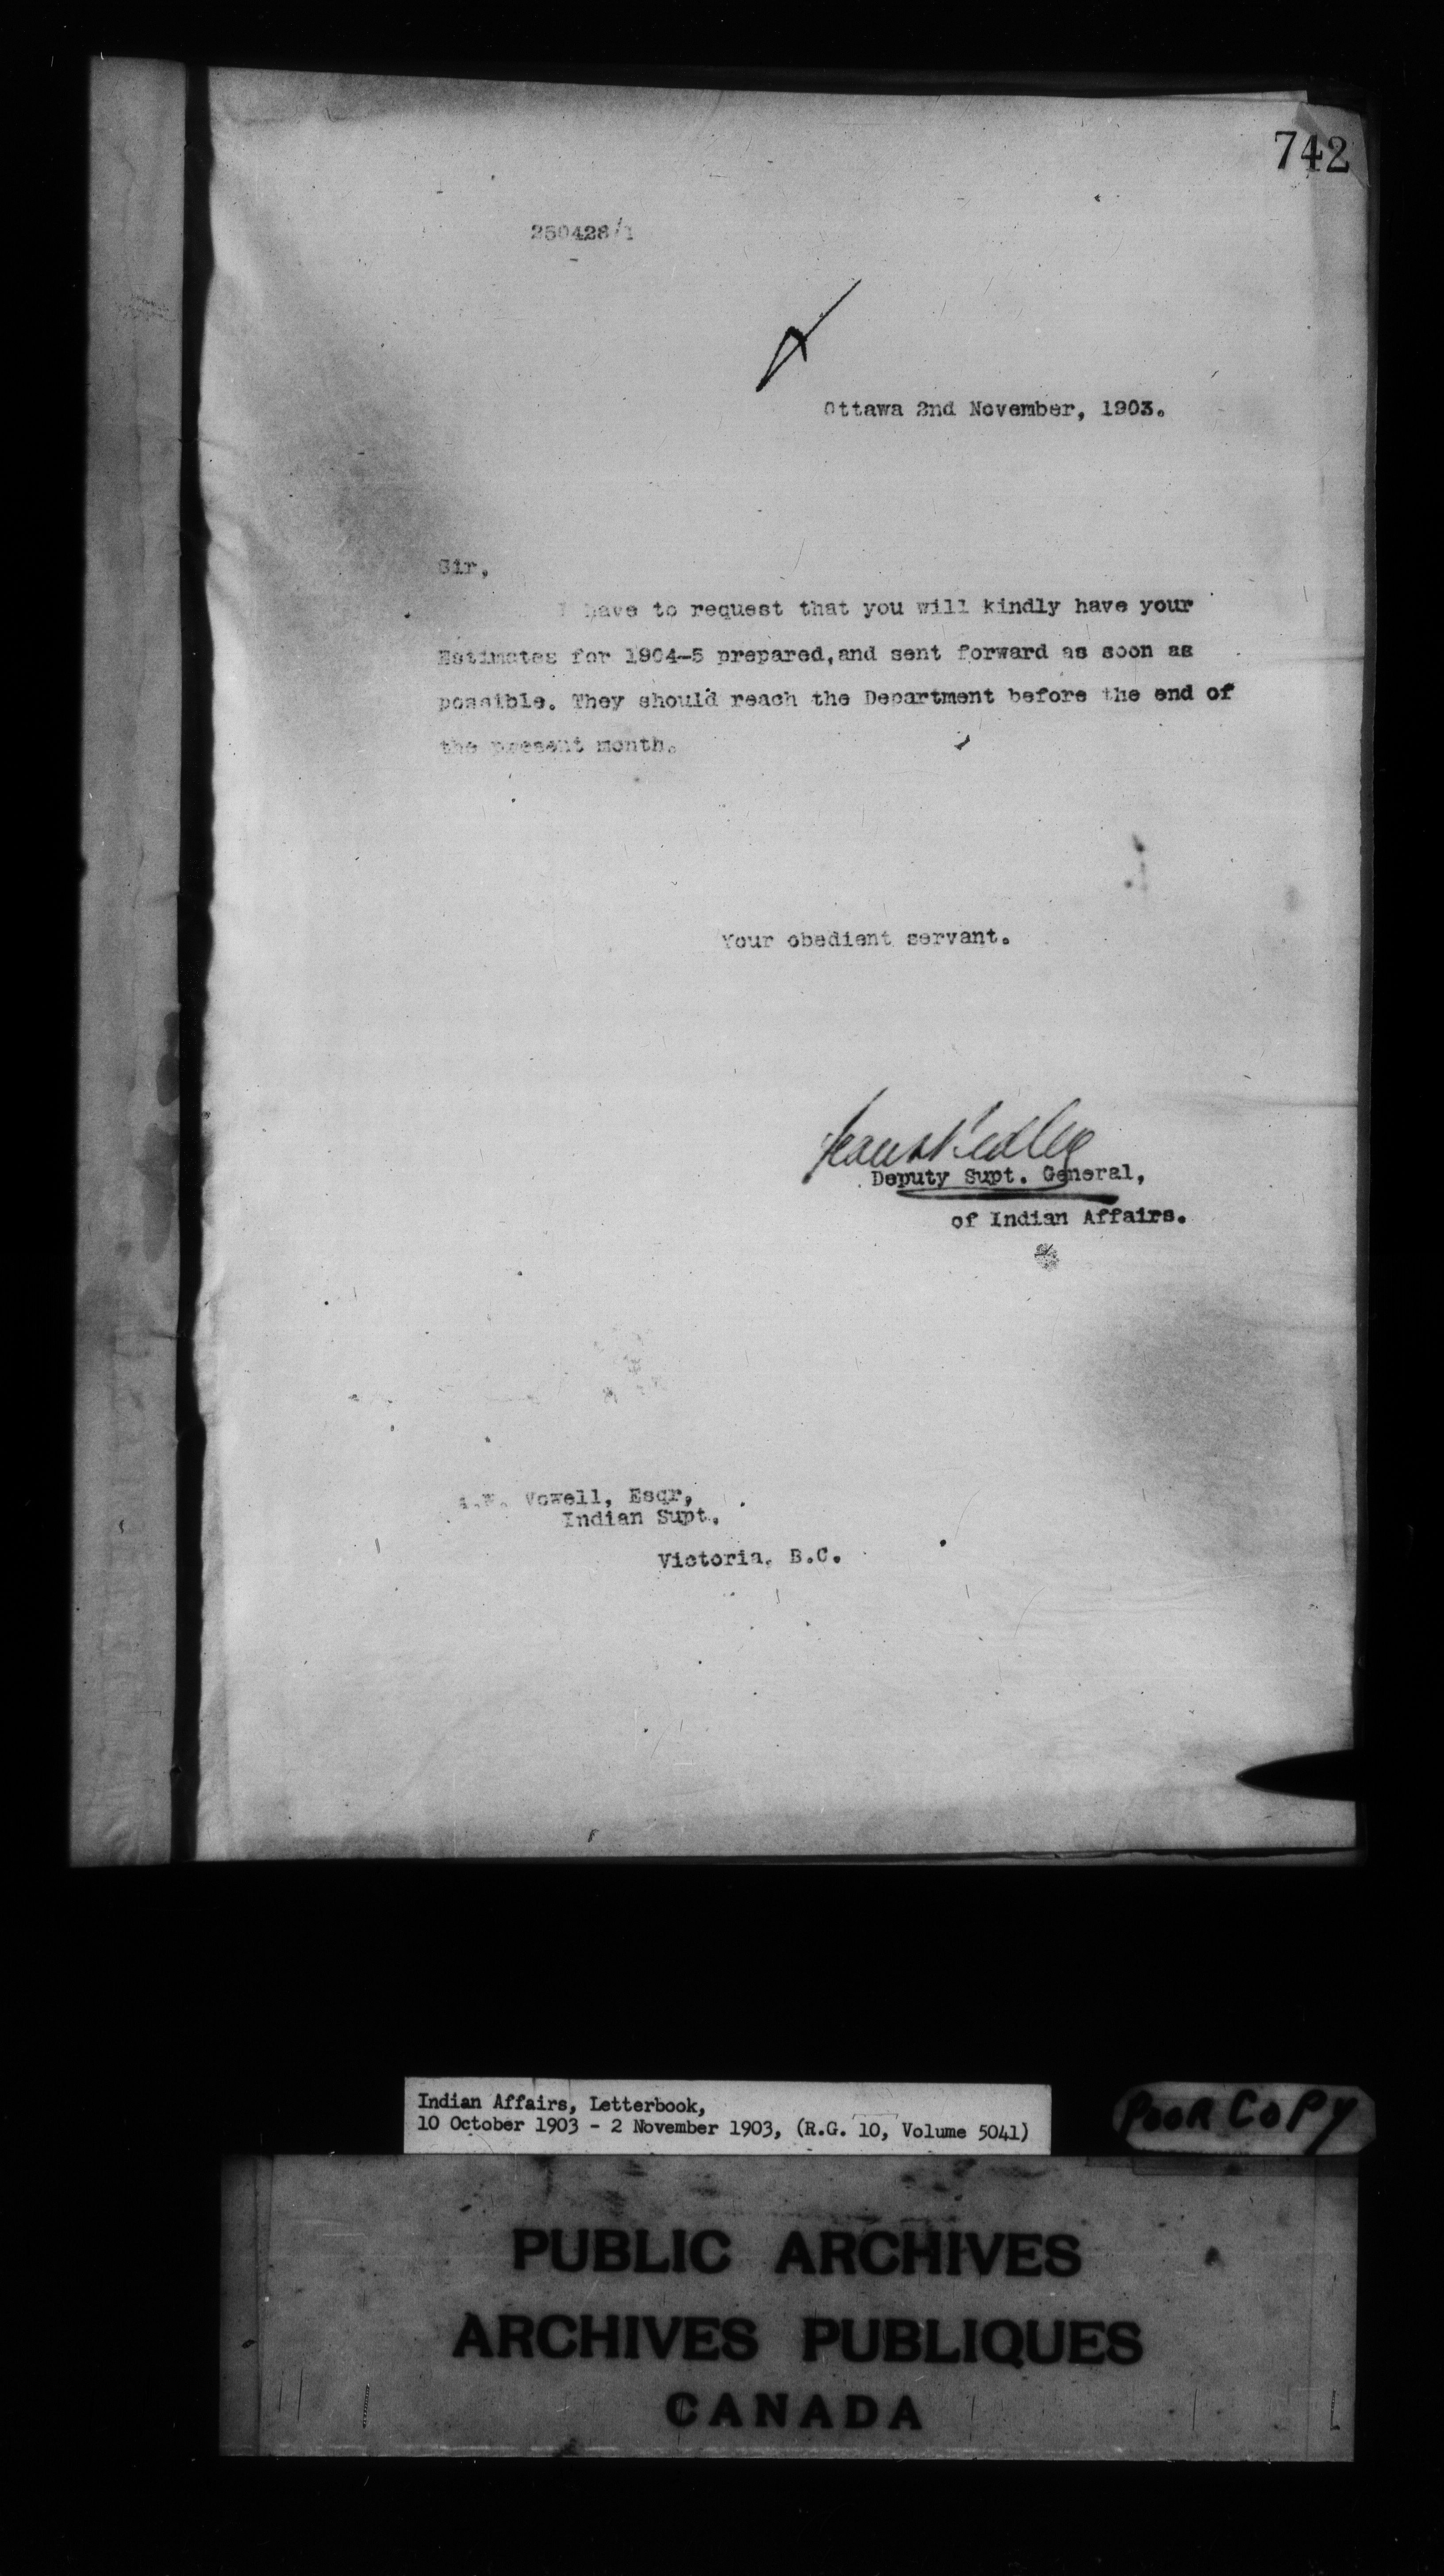 742
250428/1
Ottawa 2nd November, 1903.
Sir,
I have to request that you will kindly have your
Estimates for 1904-5 prepared, and sent forward as soon as
possible. They should reach the Department before the end of
the present month.
Your obedient servant.
Deputy Supt. General,
of Indian Affairs.
A.W. Vowell, Esqr,
Indian Supt.
Victoria, B.C.
Indian Affairs, Letterbook,
10 October 1903 - 2 November 1903, (R.G. 10, Volume 5041)
POOR COPY
PUBLIC ARCHIVES
ARCHIVES PUBLIQUES
CANADA